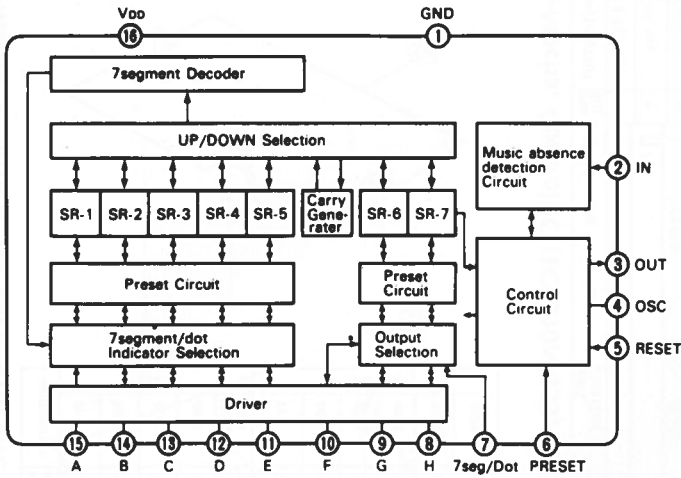 VDD
GND
16
1
7segment Decoder
UP/DOWN Selection
Music absence
detection
Circuit
2
IN
SR-1
SR-2
SR-3
SR-4
SR-5
Carry
Gene-
rater
SR-6
SR-7
3
OUT
Preset Circuit
Preset
Circuit
Control
Circuit
4
OSC
7segment/dot
Indicator Selection
Output
Selection
5
RESET
Driver
15
14
13
12
11
10
9
8
7
6
A
B
C
D
E
F
G
H
7seg/Dot
PRESET